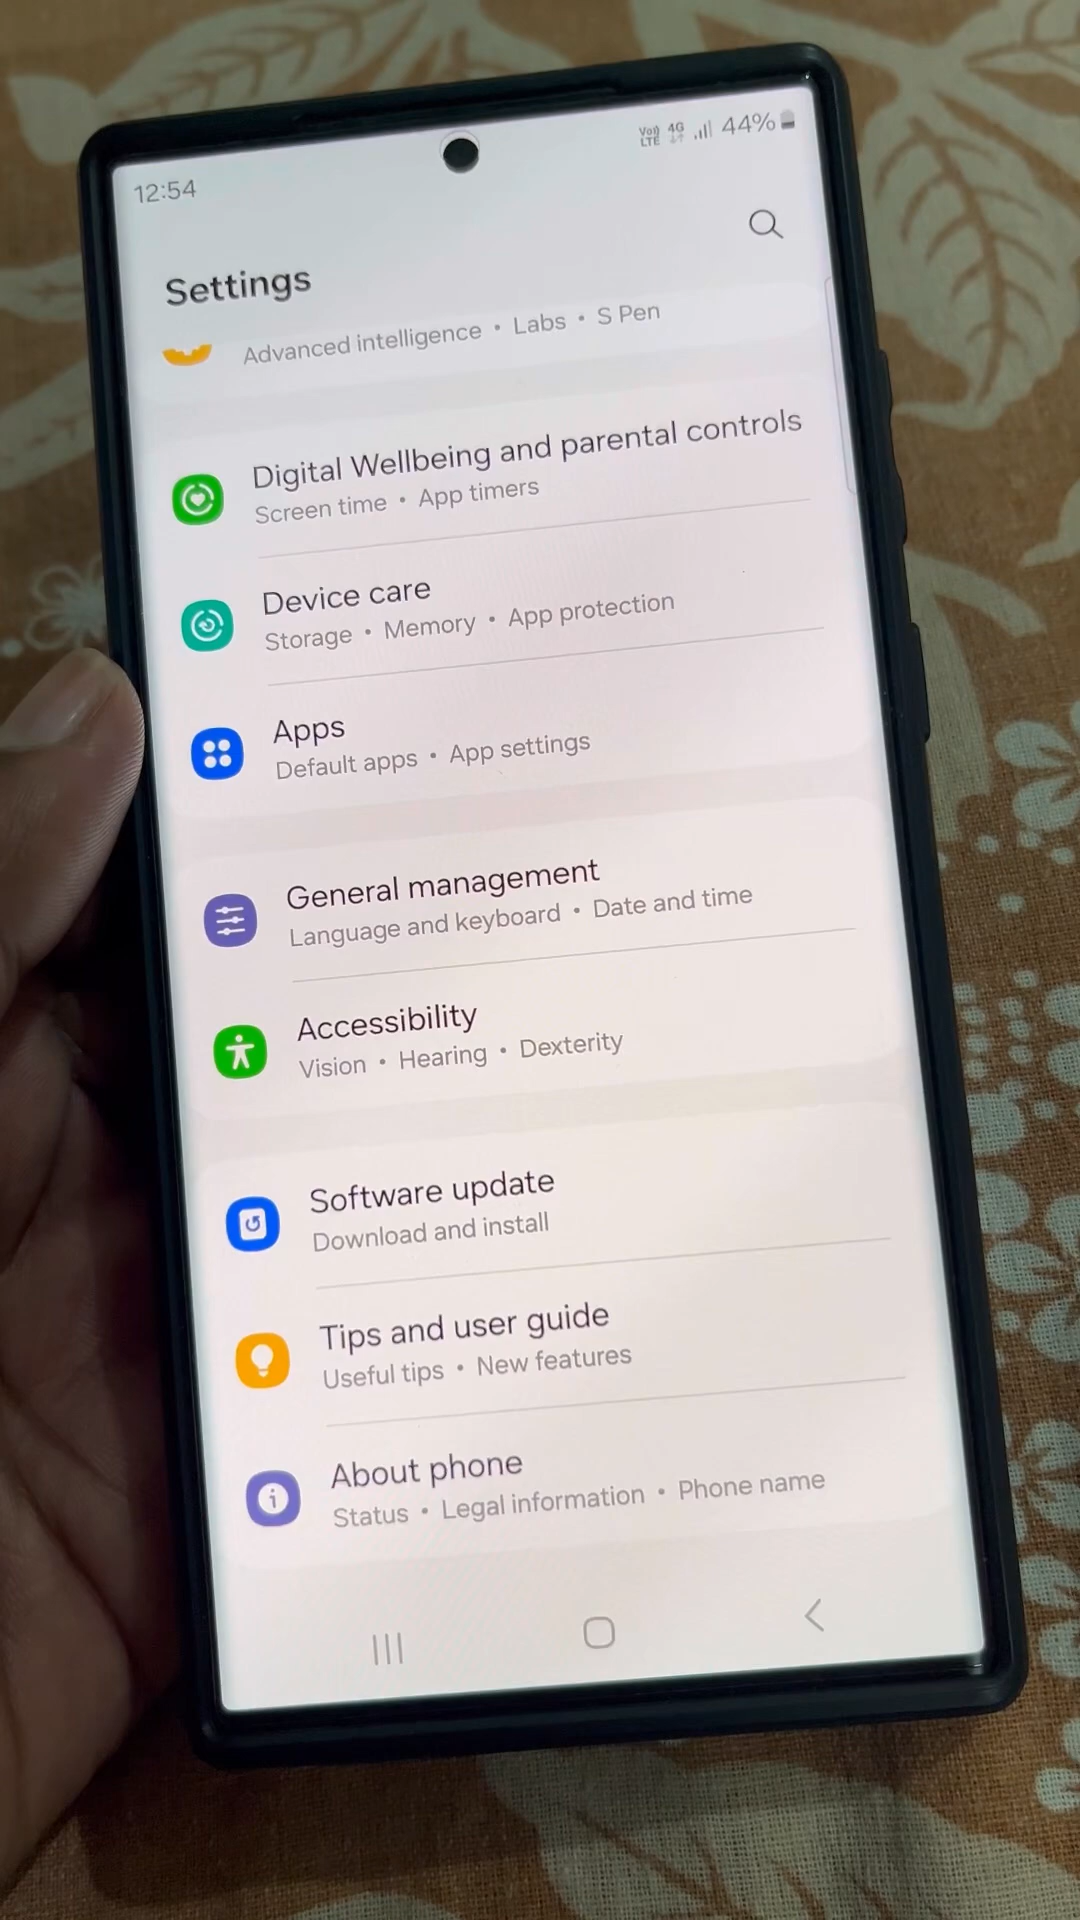 12:54
Vo)) LTE 4G 44%
Settings
Advanced intelligence • Labs • S Pen
Digital Wellbeing and parental controls
Screen time • App timers
Device care
Storage • Memory • App protection
Apps
Default apps • App settings
General management
Language and keyboard • Date and time
Accessibility
Vision • Hearing • Dexterity
Software update
Download and install
Tips and user guide
Useful tips • New features
About phone
Status • Legal information • Phone name